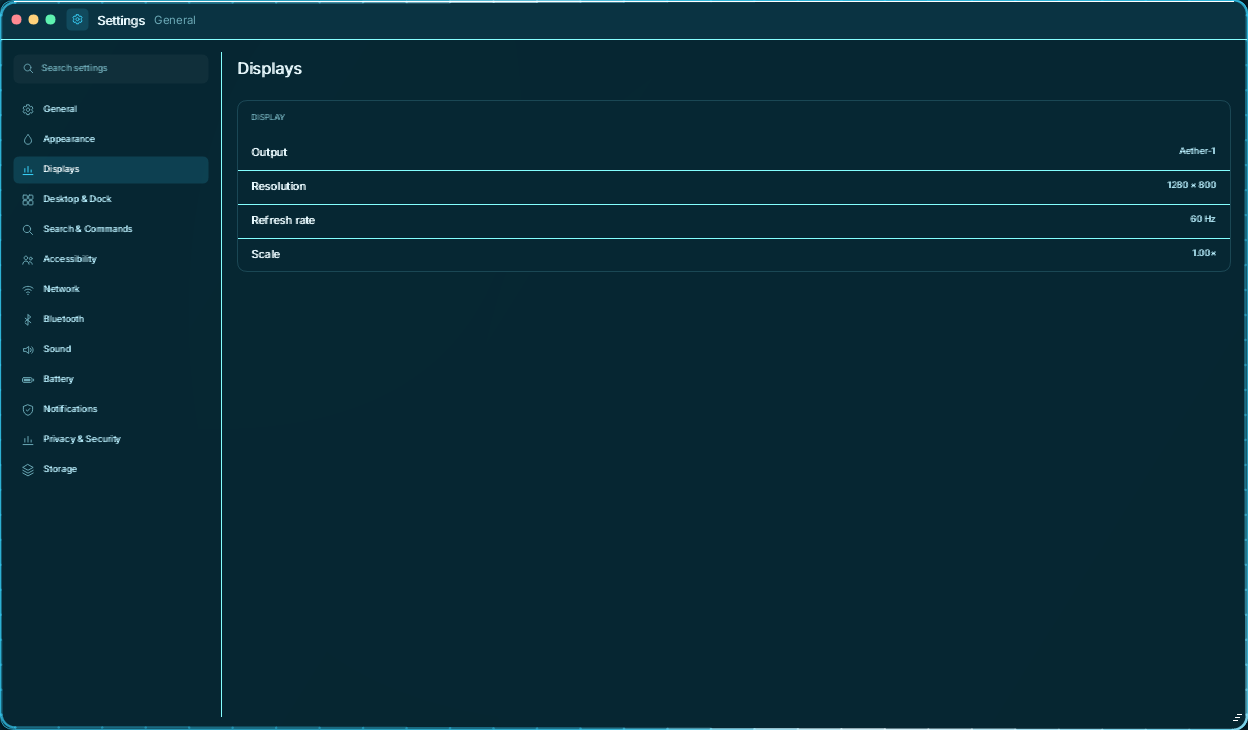 Settings General
Search settings
General
Appearance
Displays
Desktop & Dock
Search & Commands
Accessibility
Network
Bluetooth
Sound
Battery
Notifications
Privacy & Security
Storage
Displays
DISPLAY
Output Aether-1
Resolution 1280 × 800
Refresh rate 60 Hz
Scale 1.00×